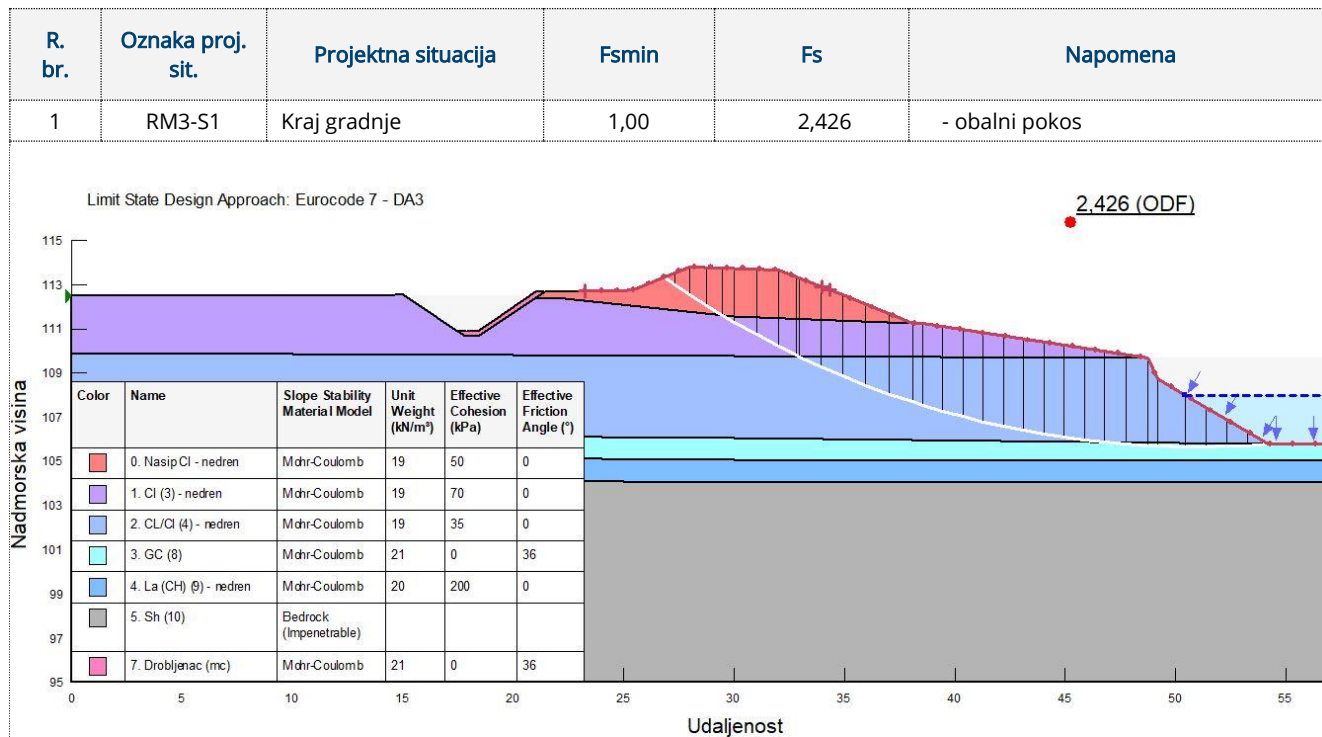 R. br. Oznaka proj. sit. Projektna situacija Fsmin Fs Napomena
1 RM3-S1 Kraj gradnje 1,00 2,426 - obalni pokos
Limit State Design Approach: Eurocode 7 - DA3
2,426 (ODF)
Nadmorska visina
115
113
111
109
107
105
103
101
99
97
95
Color Name Slope Stability Material Model Unit Weight (kN/m³) Effective Cohesion (kPa) Effective Friction Angle (°)
0. Nasip CI - nedren Mohr-Coulomb 19 50 0
1. CI (3) - nedren Mohr-Coulomb 19 70 0
2. CL/CI (4) - nedren Mohr-Coulomb 19 35 0
3. GC (8) Mohr-Coulomb 21 0 36
4. La (CH) (9) - nedren Mohr-Coulomb 20 200 0
5. Sh (10) Bedrock (Impenetrable)
7. Drobljenac (mc) Mohr-Coulomb 21 0 36
0 5 10 15 20 25 30 35 40 45 50 55
Udaljenost